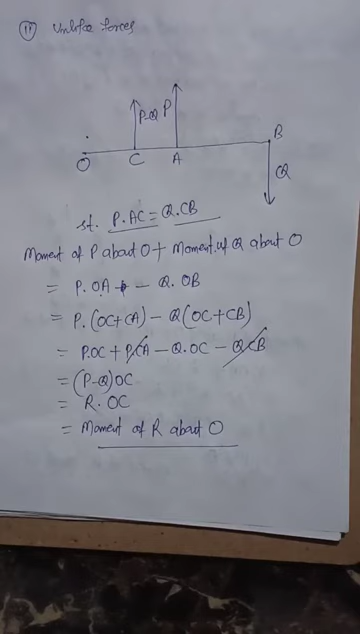 (ii) Unlike forces
P-Q P
B
O C A
Q
st. P.AC = Q.CB
Moment of P about O + Moment of Q about O
= P.OA - Q.OB
= P.(OC+CA) - Q(OC+CB)
= P.OC + P.CA - Q.OC - Q.CB
= (P-Q)OC
= R.OC
= Moment of R about O